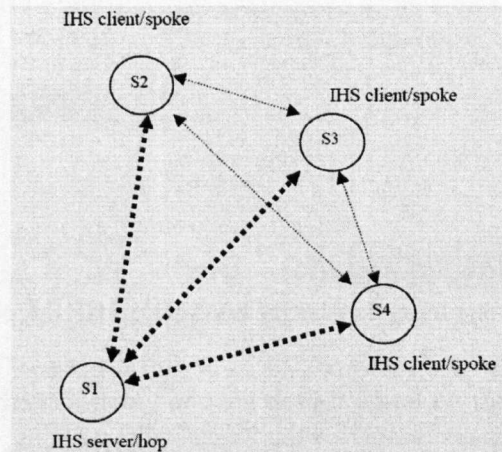 IHS client/spoke
S2
IHS client/spoke
S3
S4
IHS client/spoke
S1
IHS server/hop